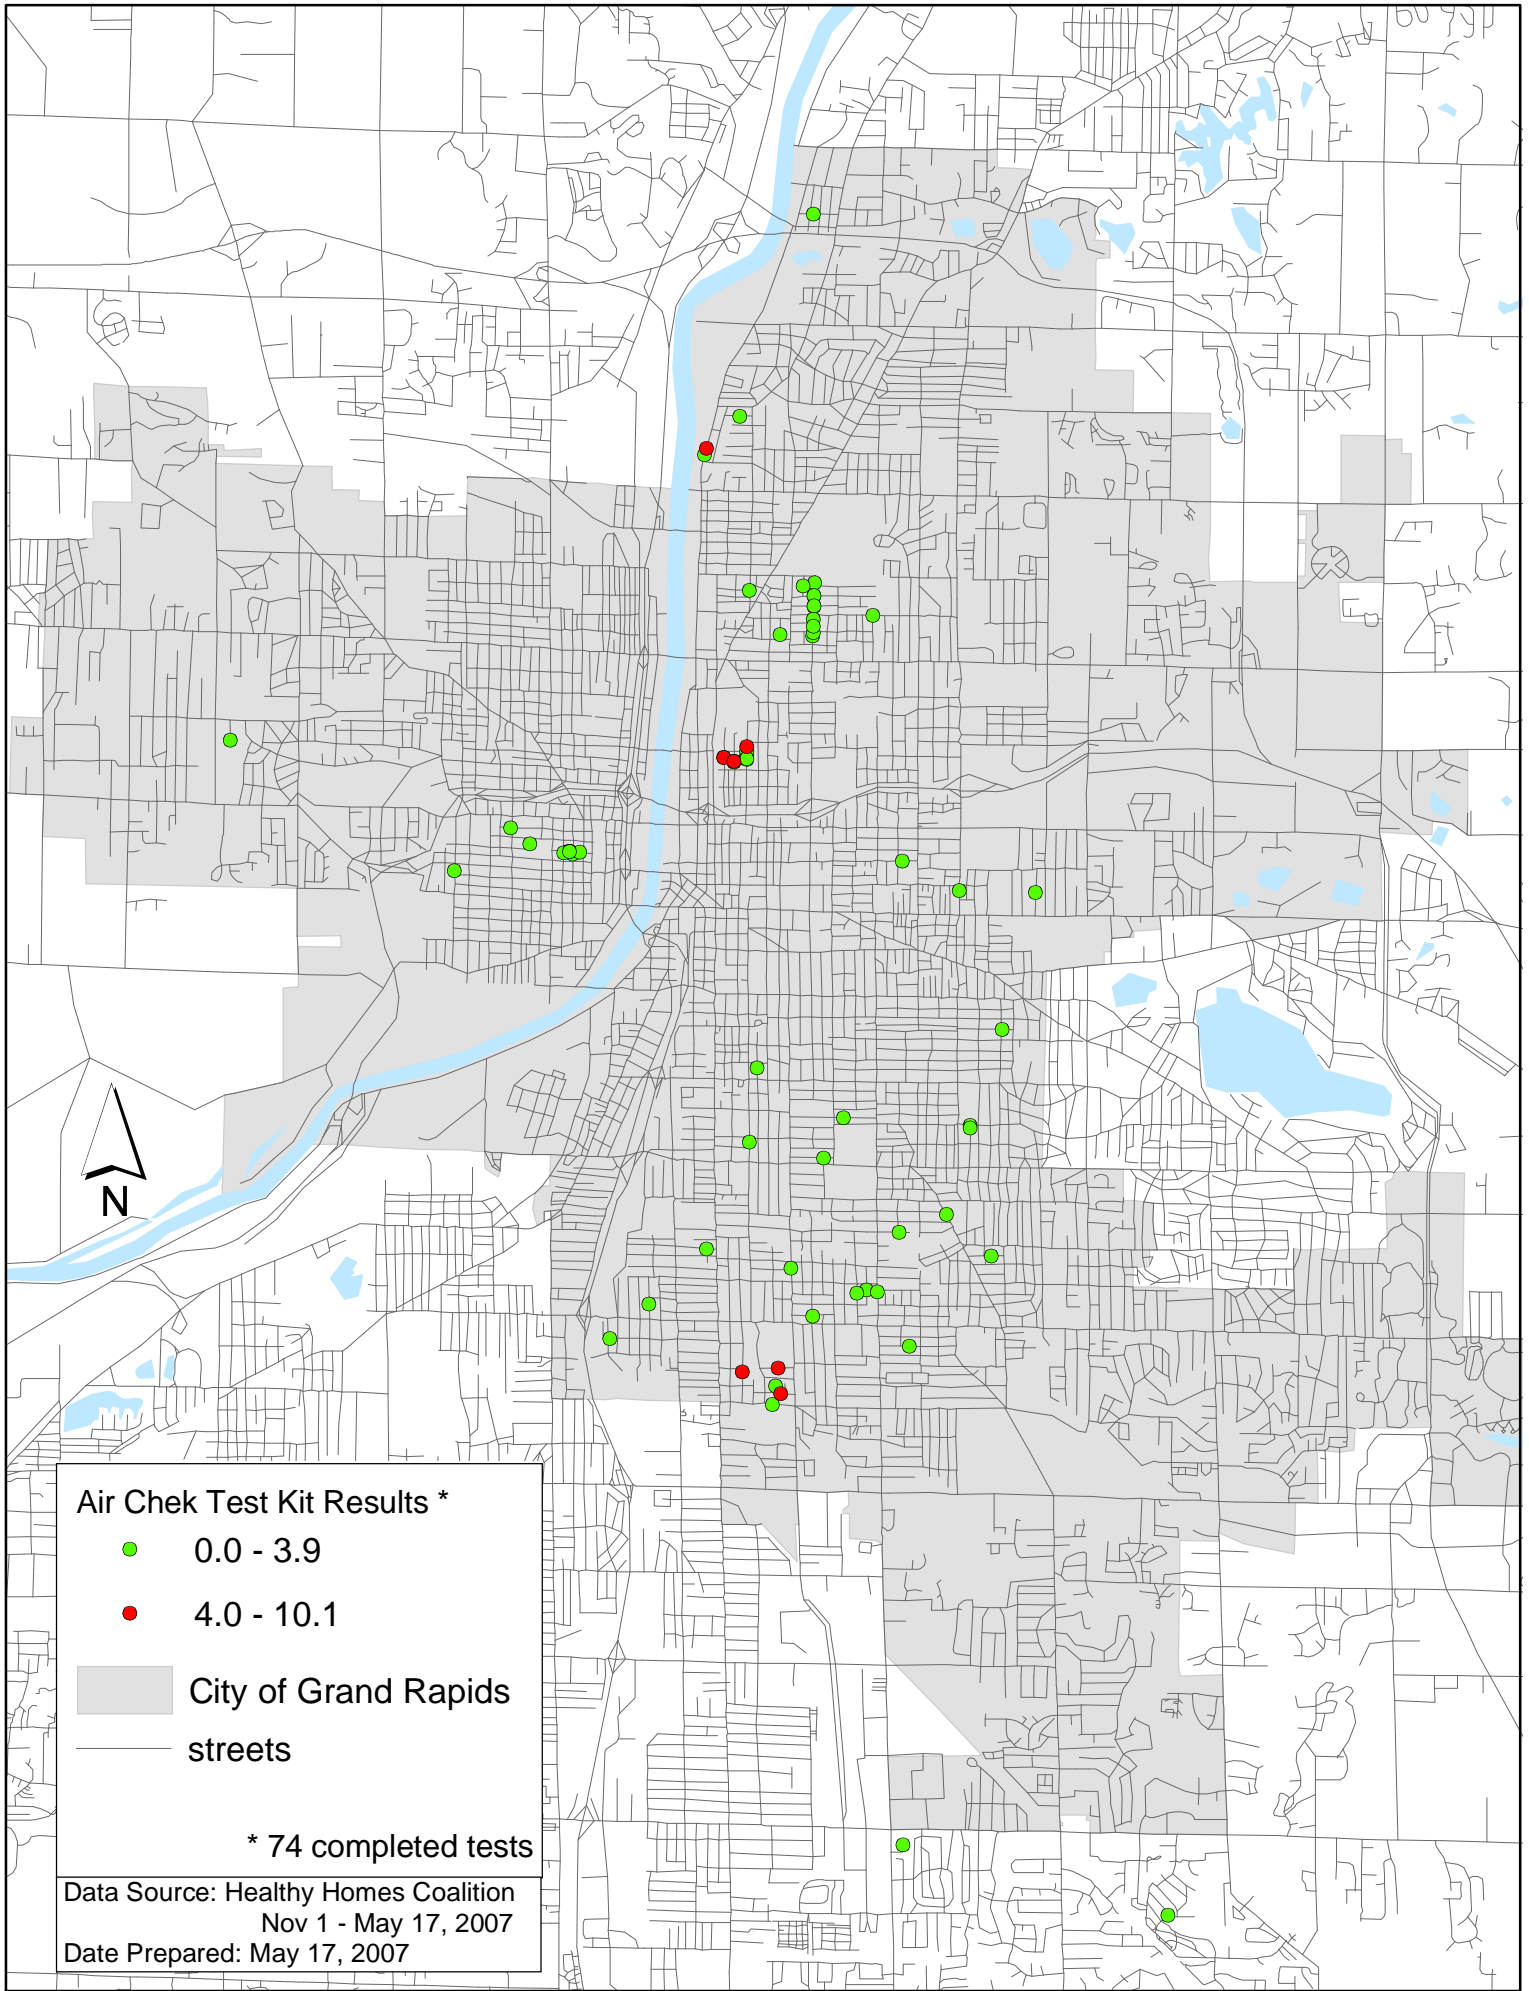 N
Air Chek Test Kit Results *
0.0 - 3.9
4.0 - 10.1
City of Grand Rapids
streets
* 74 completed tests
Data Source: Healthy Homes Coalition
Nov 1 - May 17, 2007
Date Prepared: May 17, 2007